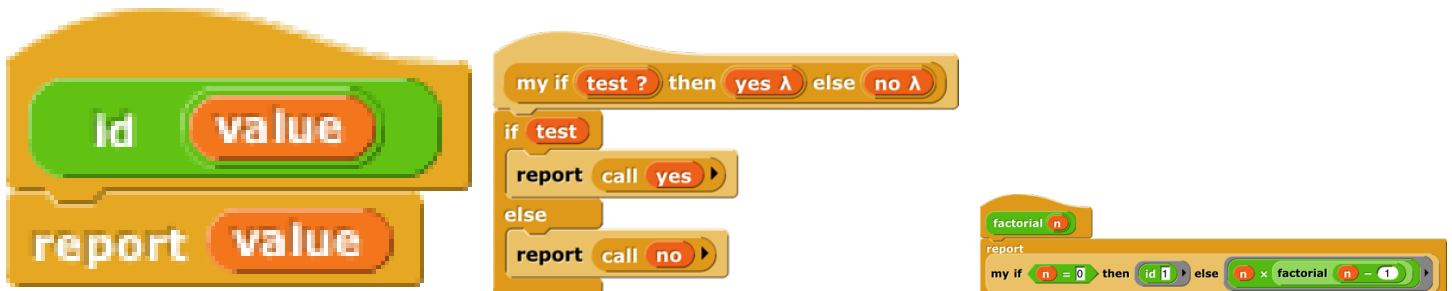 id value
report value
my if test ? then yes λ else no λ
if test
report call yes
else
report call no
factorial n
report
my if n = 0 then id 1 else n × factorial n − 1